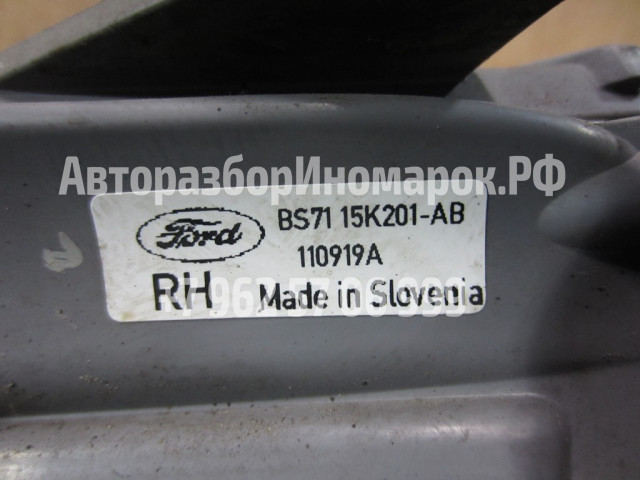 АвторазборИномарок.РФ
Ford
BS71 15K201-AB
110919A
RH Made in Slovenia